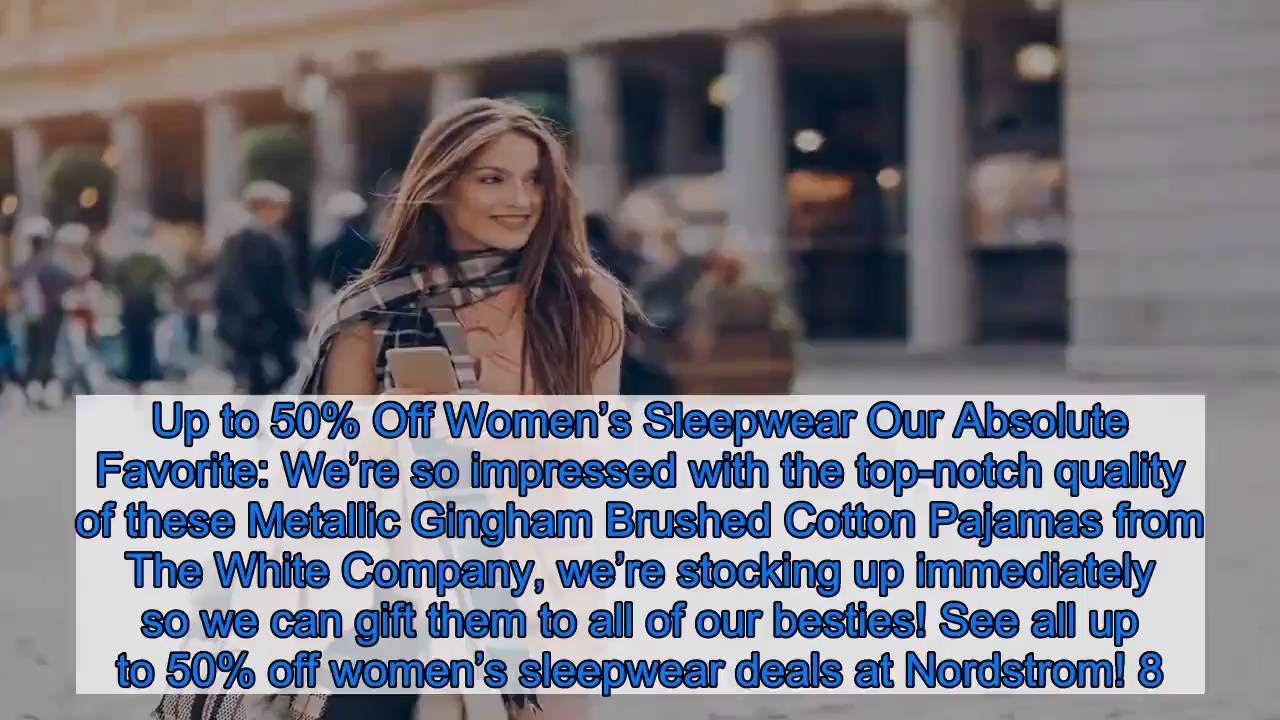 Up to 50% Off Women’s Sleepwear Our Absolute
Favorite: We’re so impressed with the top-notch quality
of these Metallic Gingham Brushed Cotton Pajamas from
The White Company, we’re stocking up immediately
so we can gift them to all of our besties! See all up
to 50% off women’s sleepwear deals at Nordstrom! 8